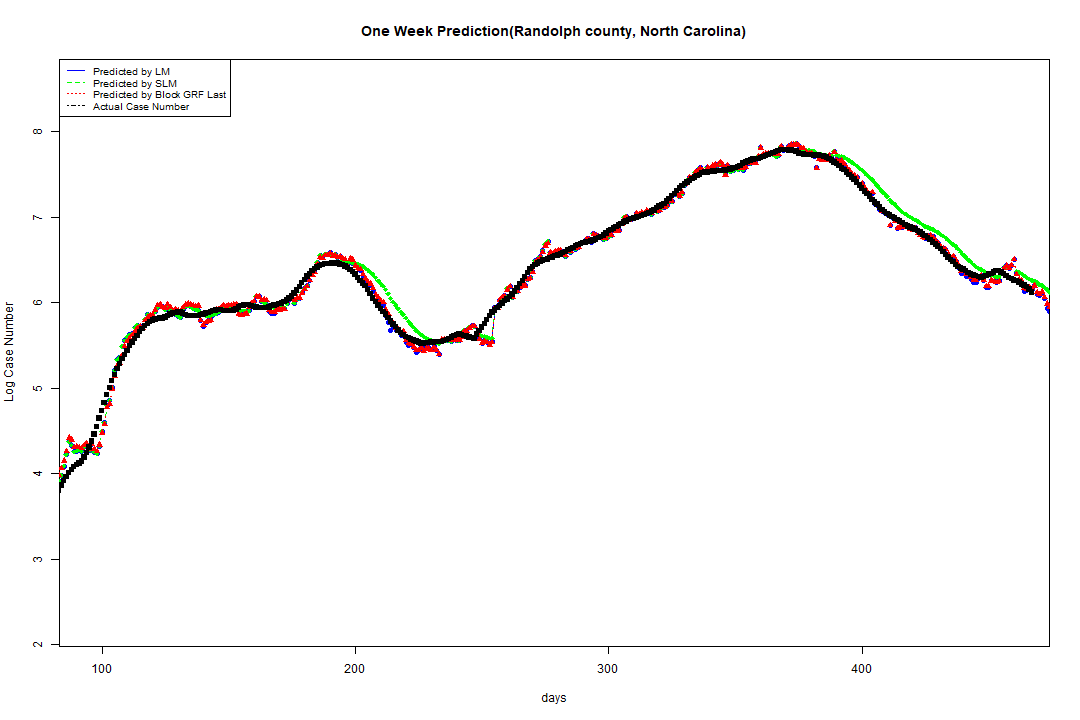 One Week Prediction(Randolph county, North Carolina)
Predicted by LM
Predicted by SLM
Predicted by Block GRF Last
Actual Case Number
8
7
6
5
4
3
2
Log Case Number
100 200 300 400
days